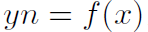 yn = f(x)